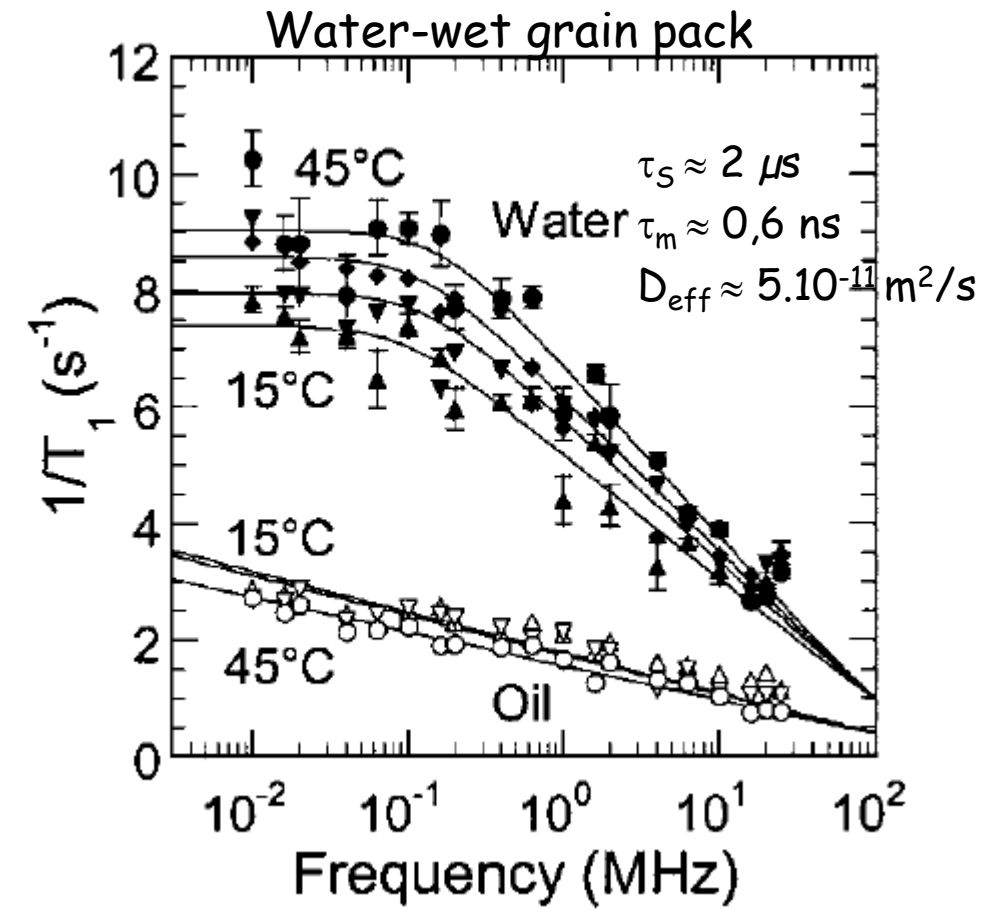 Water-wet grain pack
12
10
8
6
4
2
0
1/T₁ (s⁻¹)
45°C
τS ≈ 2 µs
Water τm ≈ 0,6 ns
Deff ≈ 5.10⁻¹¹ m²/s
15°C
15°C
45°C
Oil
10⁻² 10⁻¹ 10⁰ 10¹ 10²
Frequency (MHz)